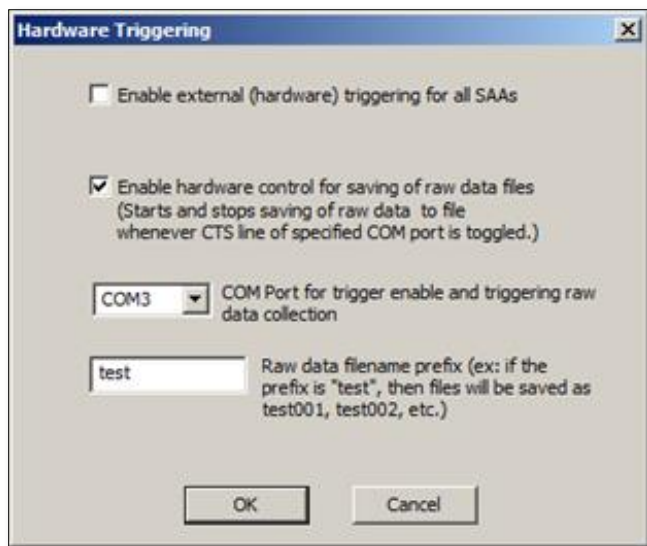 Hardware Triggering
Enable external (hardware) triggering for all SAAs
Enable hardware control for saving of raw data files
(Starts and stops saving of raw data to file
whenever CTS line of specified COM port is toggled.)
COM3
COM Port for trigger enable and triggering raw
data collection
test
Raw data filename prefix (ex: if the
prefix is "test", then files will be saved as
test001, test002, etc.)
OK
Cancel